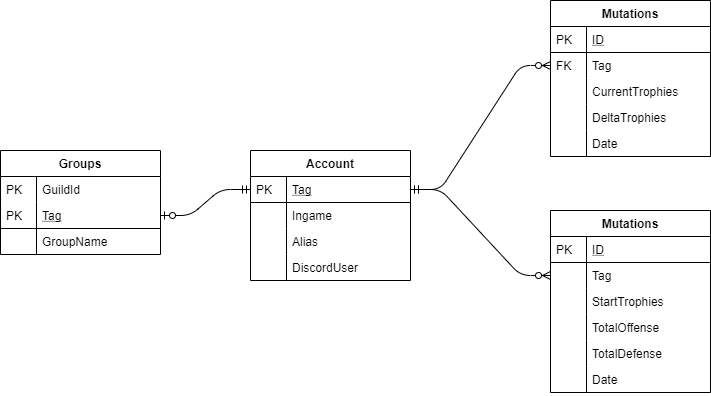 Mutations
PK ID
FK Tag
CurrentTrophies
DeltaTrophies
Date
Groups
PK GuildId
PK Tag
GroupName
Account
PK Tag
Ingame
Alias
DiscordUser
Mutations
PK ID
Tag
StartTrophies
TotalOffense
TotalDefense
Date